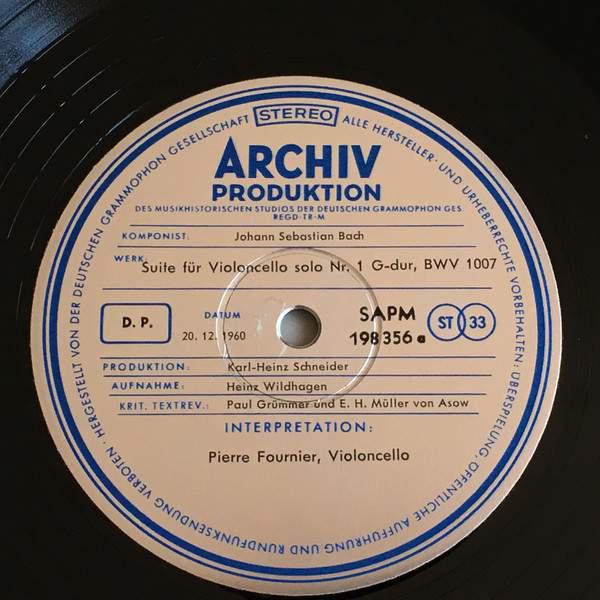 HERGESTELLT VON DER DEUTSCHEN GRAMMOPHON GESELLSCHAFT STEREO ALLE HERSTELLER- UND URHEBERRECHTE VORBEHALTEN: ÜBERSPIELUNG, ÖFFENTLICHE AUFFÜHRUNG UND RUNDFUNKSENDUNG VERBOTEN ·
ARCHIV
PRODUKTION
DES MUSIKHISTORISCHEN STUDIOS DER DEUTSCHEN GRAMMOPHON GES.
REGD·TR·M
KOMPONIST: Johann Sebastian Bach
WERK: Suite für Violoncello solo Nr. 1 G-dur, BWV 1007
D. P. DATUM SAPM ST 33
20. 12. 1960 198 356 a
PRODUKTION: Karl-Heinz Schneider
AUFNAHME: Heinz Wildhagen
KRIT. TEXTREV.: Paul Grümmer und E. H. Müller von Asow
INTERPRETATION:
Pierre Fournier, Violoncello